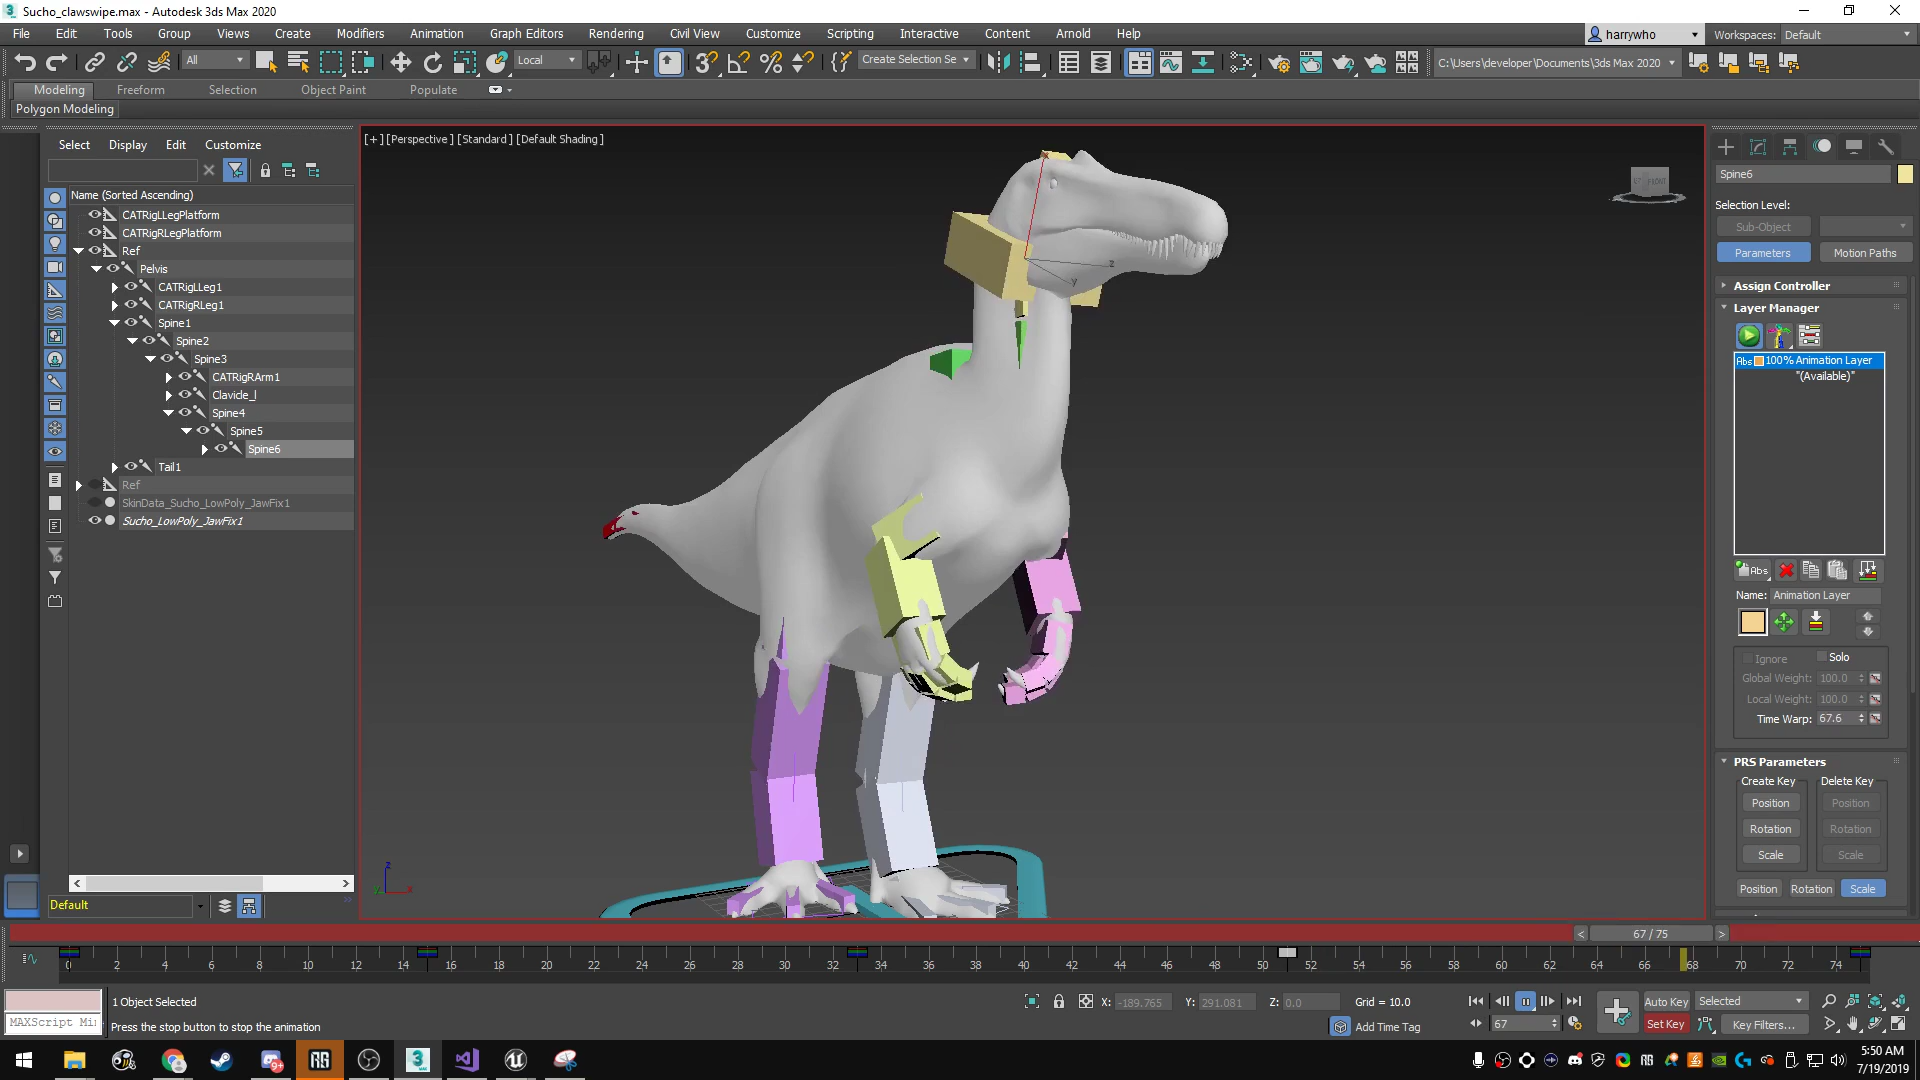 Sucho_clawswipe.max - Autodesk 3ds Max 2020
File Edit Tools Group Views Create Modifiers Animation Graph Editors Rendering Civil View Customize Scripting Interactive Content Arnold Help
harrywho Workspaces: Default
All Local Create Selection Se C:\Users\developer\Documents\3ds Max 2020
Modeling Freeform Selection Object Paint Populate
Polygon Modeling
Select Display Edit Customize
[+] [Perspective] [Standard] [Default Shading]
Name (Sorted Ascending)
CATRigLLegPlatform
CATRigRLegPlatform
Ref
Pelvis
CATRigLLeg1
CATRigRLeg1
Spine1
Spine2
Spine3
CATRigRArm1
Clavicle_l
Spine4
Spine5
Spine6
Tail1
Ref
SkinData_Sucho_LowPoly_JawFix1
Sucho_LowPoly_JawFix1
Default
FRONT
z
y
z
Spine6
Selection Level:
Sub-Object
Parameters Motion Paths
Assign Controller
Layer Manager
Abs 100% Animation Layer
"(Available)"
Abs
Name: Animation Layer
Ignore Solo
Global Weight: 100.0
Local Weight: 100.0
Time Warp: 67.6
PRS Parameters
Create Key Delete Key
Position Position
Rotation Rotation
Scale Scale
Position Rotation Scale
< 67 / 75 >
0 2 4 6 8 10 12 14 16 18 20 22 24 26 28 30 32 34 36 38 40 42 44 46 48 50 52 54 56 58 60 62 64 66 68 70 72 74
1 Object Selected X: -189.765 Y: 291.081 Z: 0.0 Grid = 10.0 Auto Key Selected
MAXScript Mi Press the stop button to stop the animation Add Time Tag 67 Set Key Key Filters...
5:50 AM
7/19/2019